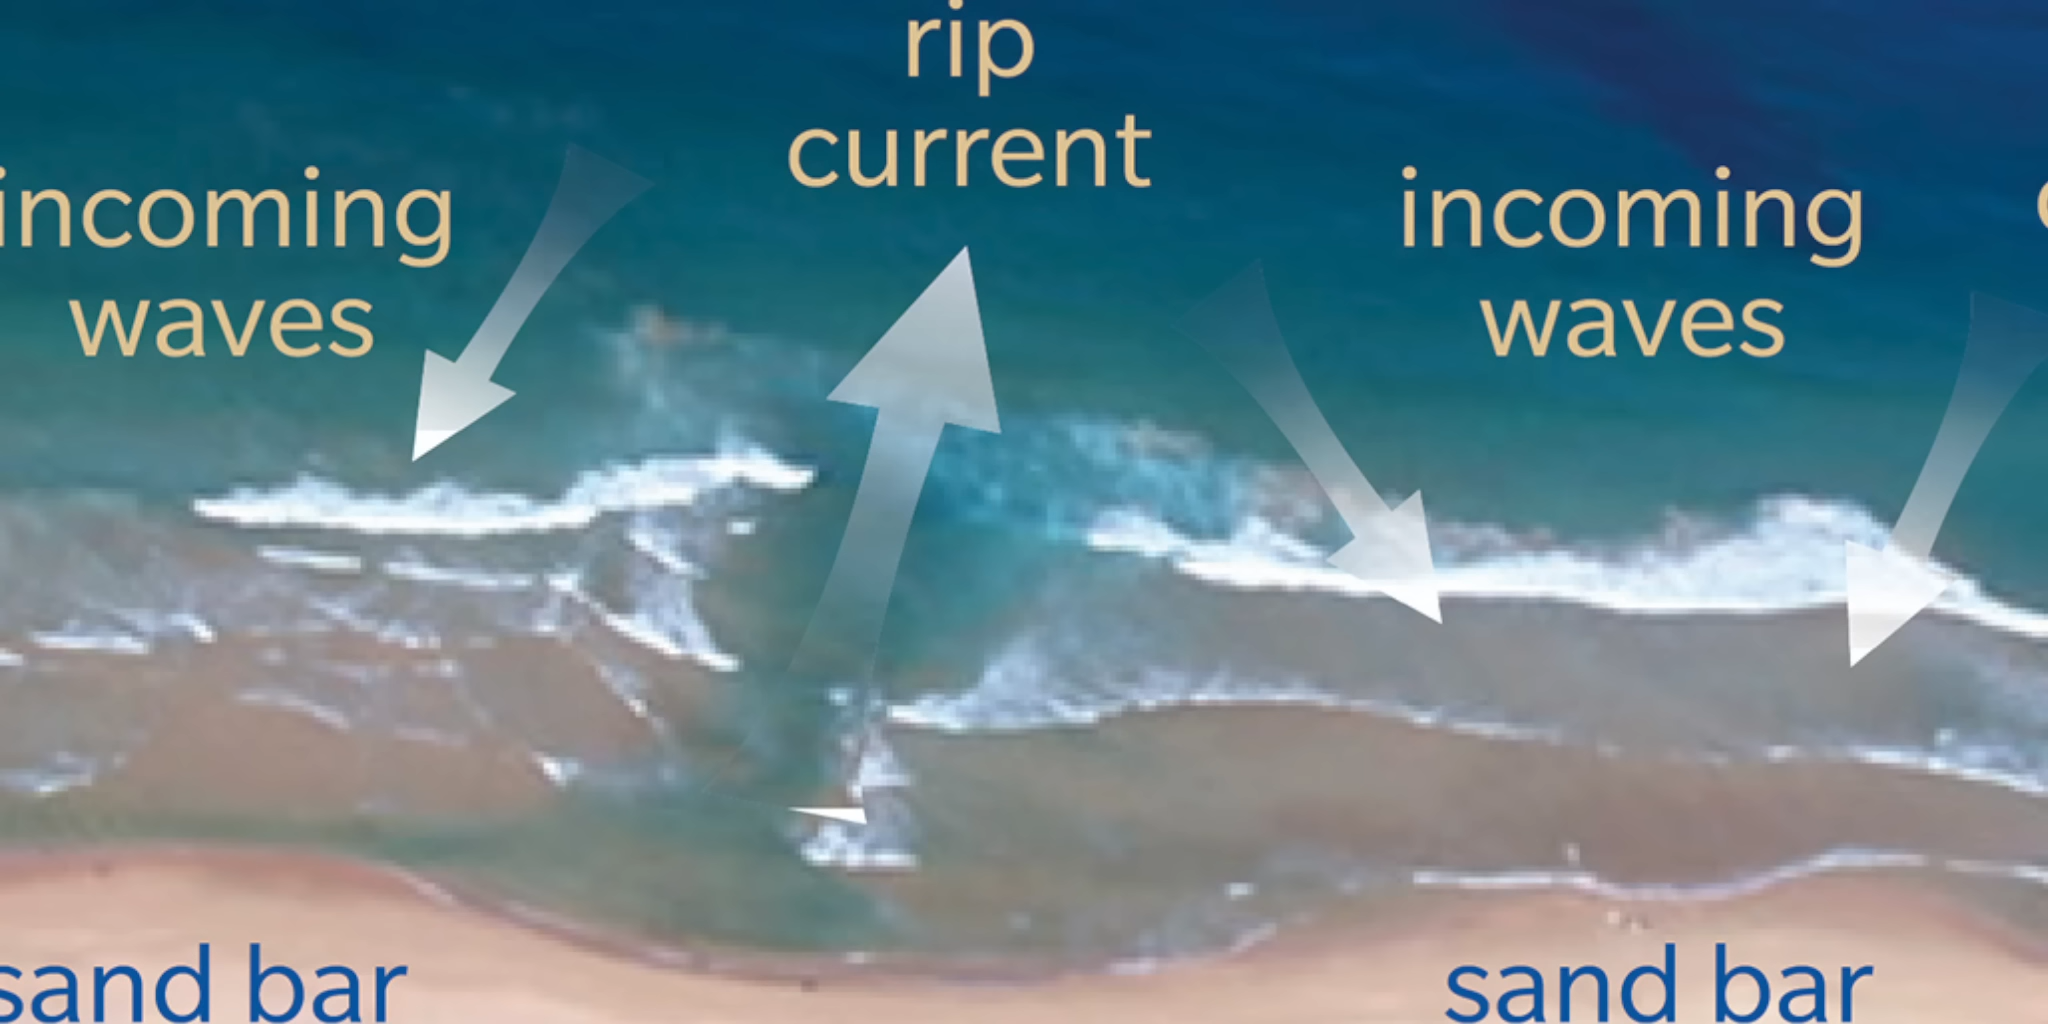 rip
current
incoming
waves
incoming
waves
sand bar
sand bar